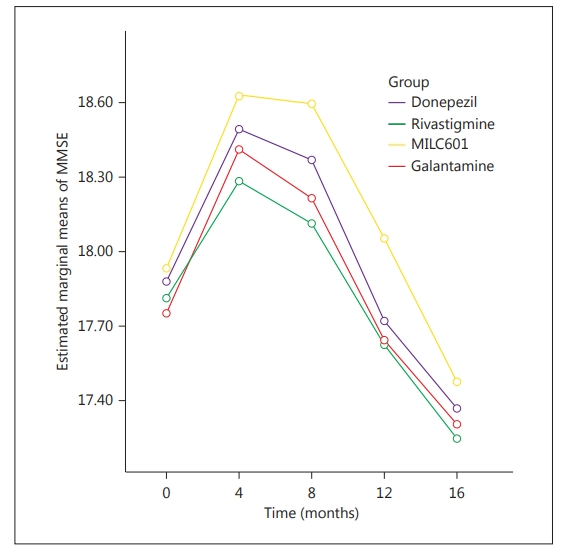 Estimated marginal means of MMSE
18.60
18.30
18.00
17.70
17.40
Group
Donepezil
Rivastigmine
MILC601
Galantamine
0 4 8 12 16
Time (months)